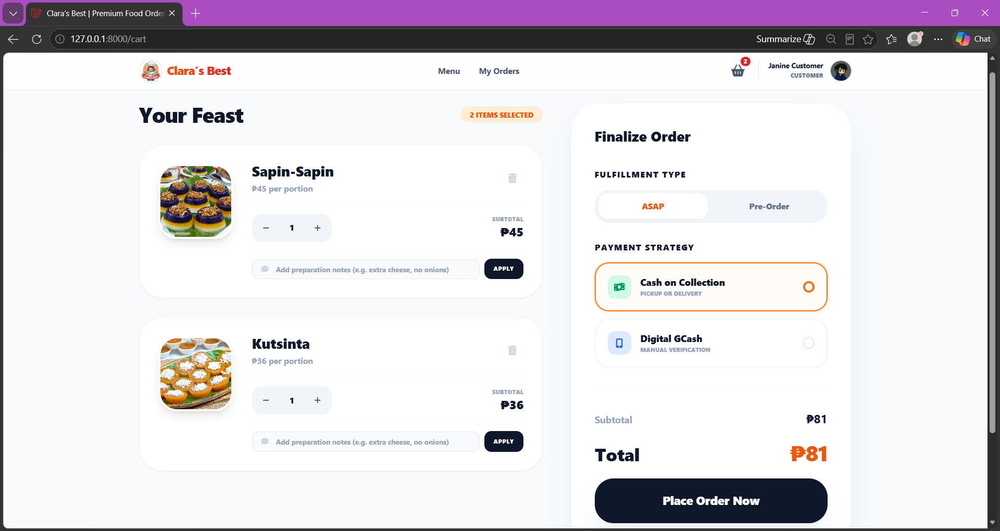 Clara's Best | Premium Food Order
127.0.0.1:8000/cart
Summarize
Chat
Clara's Best
Menu
My Orders
2
Janine Customer
CUSTOMER
Your Feast
2 ITEMS SELECTED
Sapin-Sapin
₱45 per portion
1
SUBTOTAL
₱45
Add preparation notes (e.g. extra cheese, no onions)
APPLY
Kutsinta
₱36 per portion
1
SUBTOTAL
₱36
Add preparation notes (e.g. extra cheese, no onions)
APPLY
Finalize Order
FULFILLMENT TYPE
ASAP
Pre-Order
PAYMENT STRATEGY
Cash on Collection
PICKUP OR DELIVERY
Digital GCash
MANUAL VERIFICATION
Subtotal
₱81
Total
₱81
Place Order Now